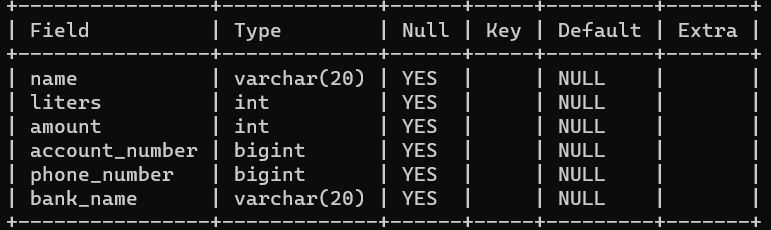 +----------------+-------------+------+-----+---------+-------+
| Field          | Type        | Null | Key | Default | Extra |
+----------------+-------------+------+-----+---------+-------+
| name           | varchar(20) | YES  |     | NULL    |       |
| liters         | int         | YES  |     | NULL    |       |
| amount         | int         | YES  |     | NULL    |       |
| account_number | bigint      | YES  |     | NULL    |       |
| phone_number   | bigint      | YES  |     | NULL    |       |
| bank_name      | varchar(20) | YES  |     | NULL    |       |
+----------------+-------------+------+-----+---------+-------+